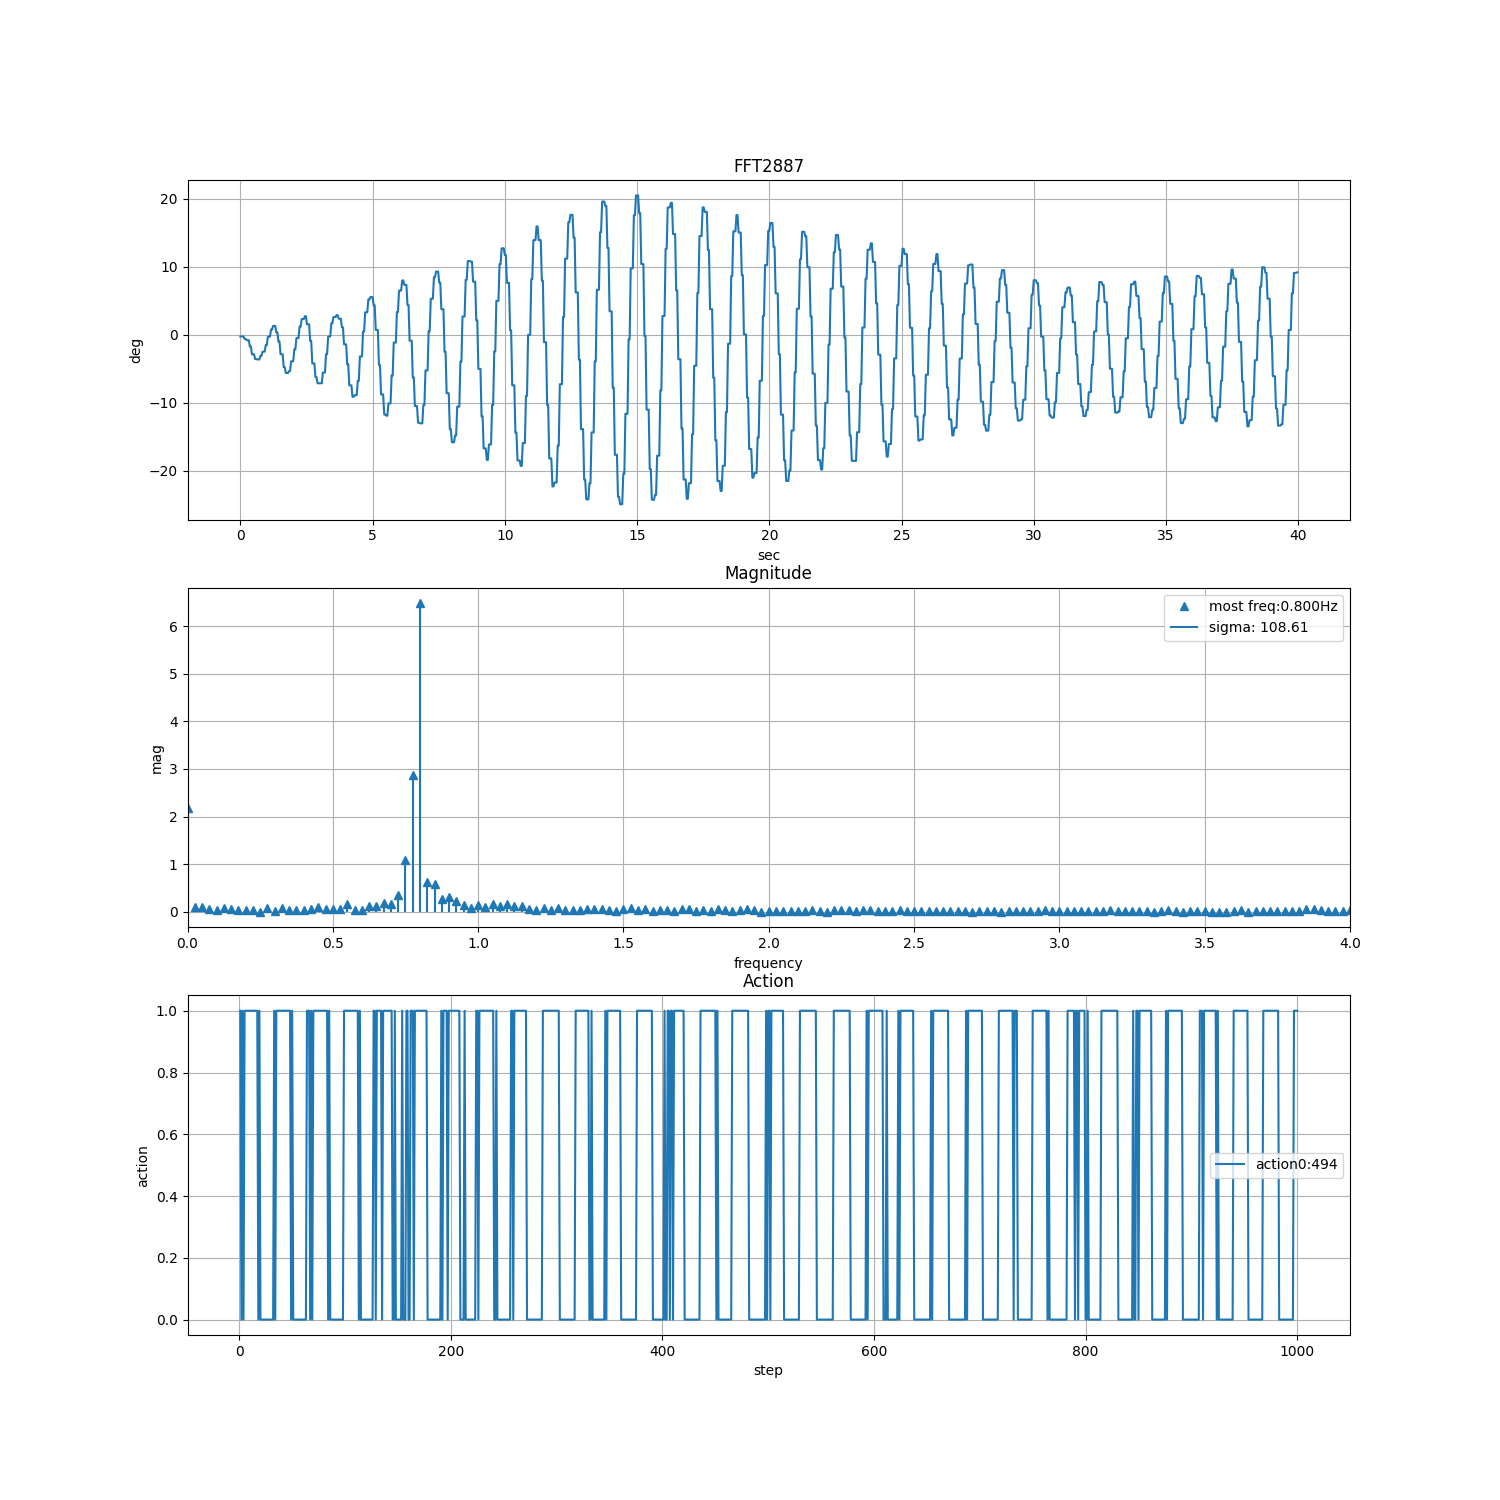 FFT2887
20
10
0
−10
−20
deg
0 5 10 15 20 25 30 35 40
sec
Magnitude
most freq:0.800Hz
sigma: 108.61
6
5
4
3
2
1
0
mag
0.0 0.5 1.0 1.5 2.0 2.5 3.0 3.5 4.0
frequency
Action
1.0
0.8
0.6
0.4
0.2
0.0
action
action0:494
0 200 400 600 800 1000
step